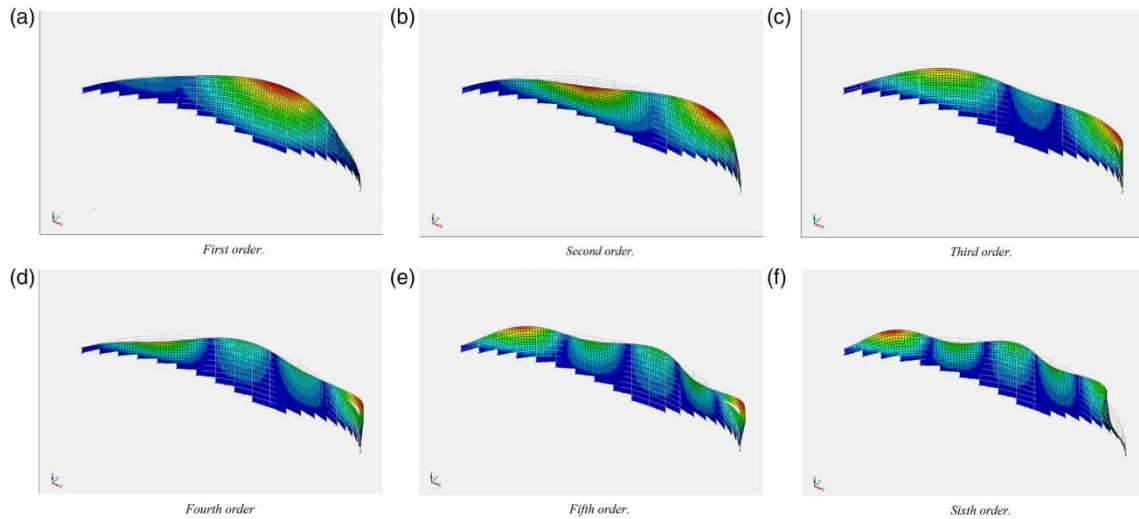 (a)
(b)
(c)
First order.
Second order.
Third order.
(d)
(e)
(f)
Fourth order
Fifth order.
Sixth order.